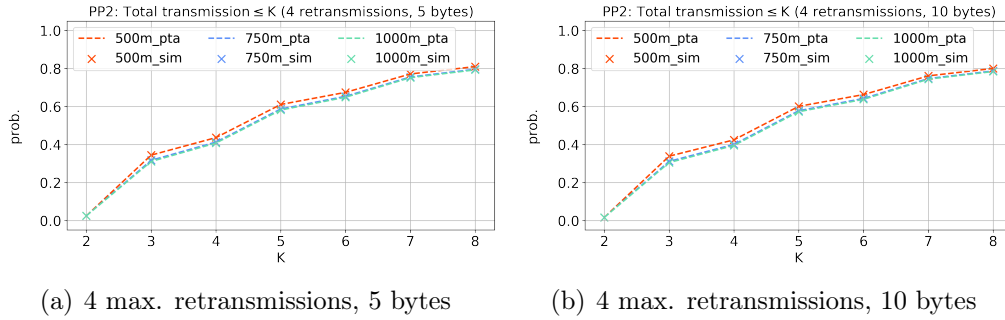 PP2: Total transmission ≤ K (4 retransmissions, 5 bytes)
500m_pta 750m_pta 1000m_pta
500m_sim 750m_sim 1000m_sim
1.0
0.8
0.6
0.4
0.2
0.0
prob.
2 3 4 5 6 7 8
K
(a) 4 max. retransmissions, 5 bytes
PP2: Total transmission ≤ K (4 retransmissions, 10 bytes)
500m_pta 750m_pta 1000m_pta
500m_sim 750m_sim 1000m_sim
1.0
0.8
0.6
0.4
0.2
0.0
prob.
2 3 4 5 6 7 8
K
(b) 4 max. retransmissions, 10 bytes